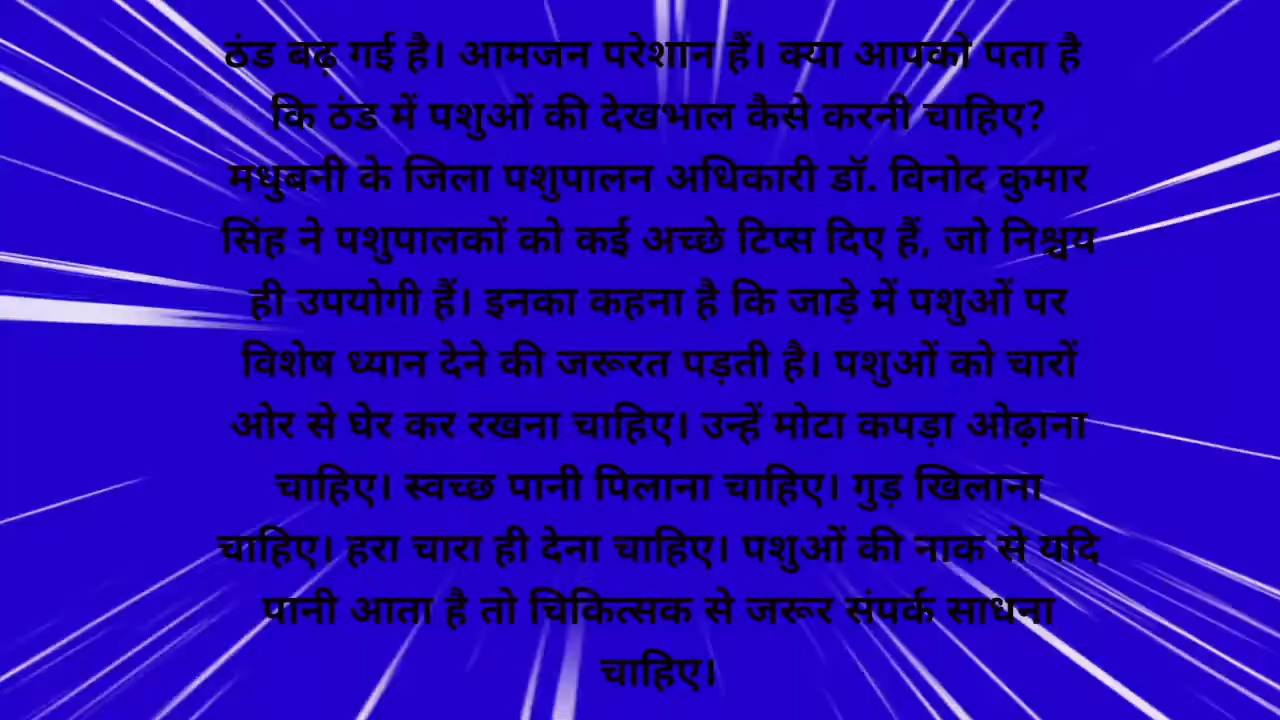 ठंड बढ़ गई है। आमजन परेशान हैं। क्या आपको पता है
कि ठंड में पशुओं की देखभाल कैसे करनी चाहिए?
मधुबनी के जिला पशुपालन अधिकारी डॉ. विनोद कुमार
सिंह ने पशुपालकों को कई अच्छे टिप्स दिए हैं, जो निश्चय
ही उपयोगी हैं। इनका कहना है कि जाड़े में पशुओं पर
विशेष ध्यान देने की जरूरत पड़ती है। पशुओं को चारों
ओर से घेर कर रखना चाहिए। उन्हें मोटा कपड़ा ओढ़ाना
चाहिए। स्वच्छ पानी पिलाना चाहिए। गुड़ खिलाना
चाहिए। हरा चारा ही देना चाहिए। पशुओं की नाक से यदि
पानी आता है तो चिकित्सक से जरूर संपर्क साधना
चाहिए।